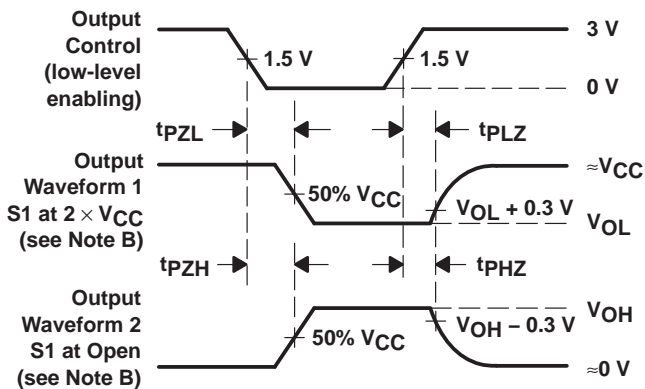 Output
Control
(low-level
enabling)
1.5 V
1.5 V
3 V
0 V
tPZL
tPLZ
Output
Waveform 1
S1 at 2 × VCC
(see Note B)
50% VCC
VOL + 0.3 V
≈VCC
VOL
tPZH
tPHZ
Output
Waveform 2
S1 at Open
(see Note B)
50% VCC
VOH − 0.3 V
VOH
≈0 V